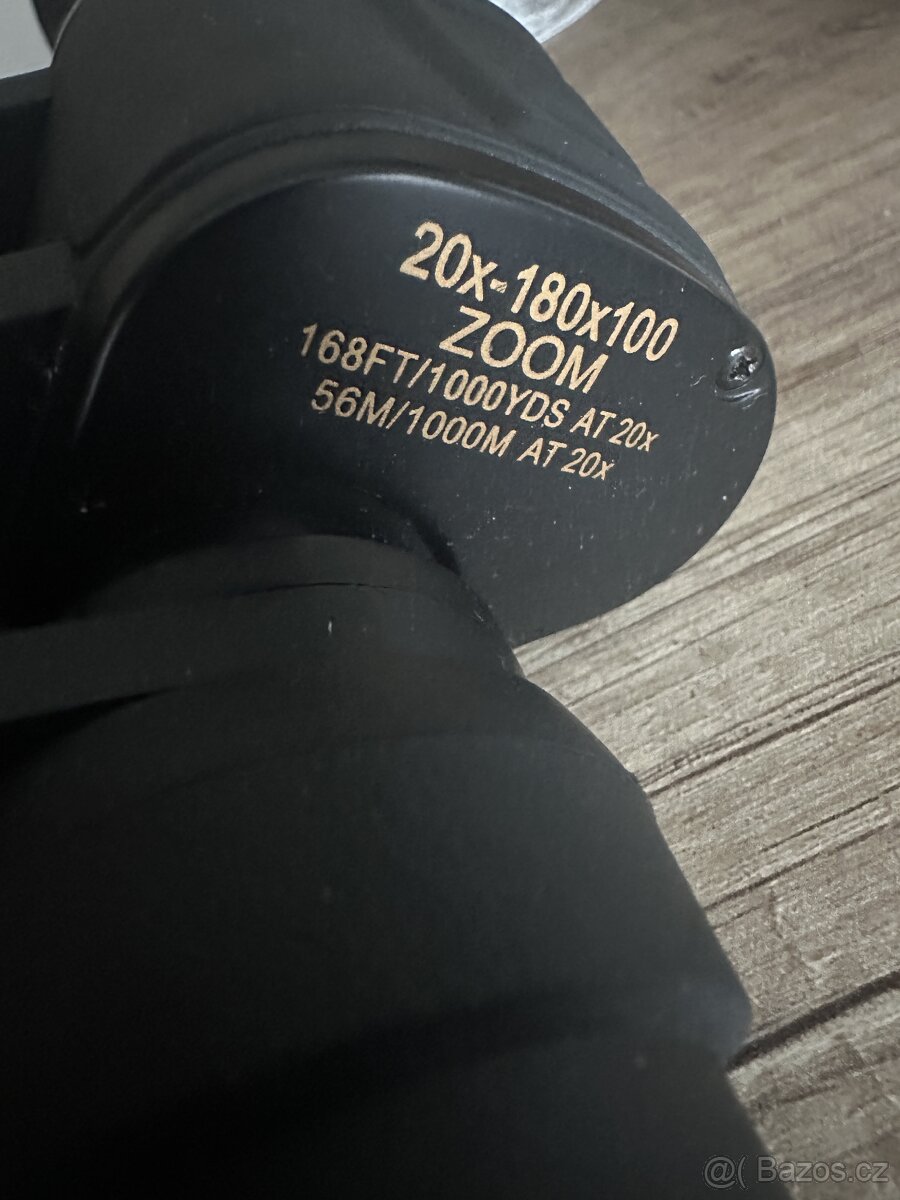 20x-180x100
ZOOM
168FT/1000YDS AT 20x
56M/1000M AT 20x
@( Bazos.cz